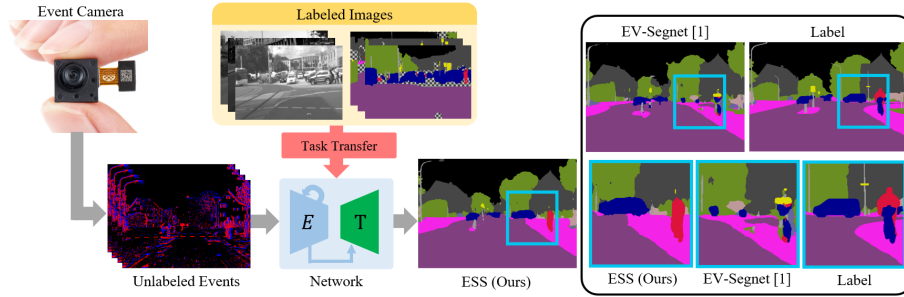 Event Camera
Labeled Images
Task Transfer
E
T
Unlabeled Events
Network
ESS (Ours)
EV-Segnet [1]
Label
ESS (Ours)
EV-Segnet [1]
Label